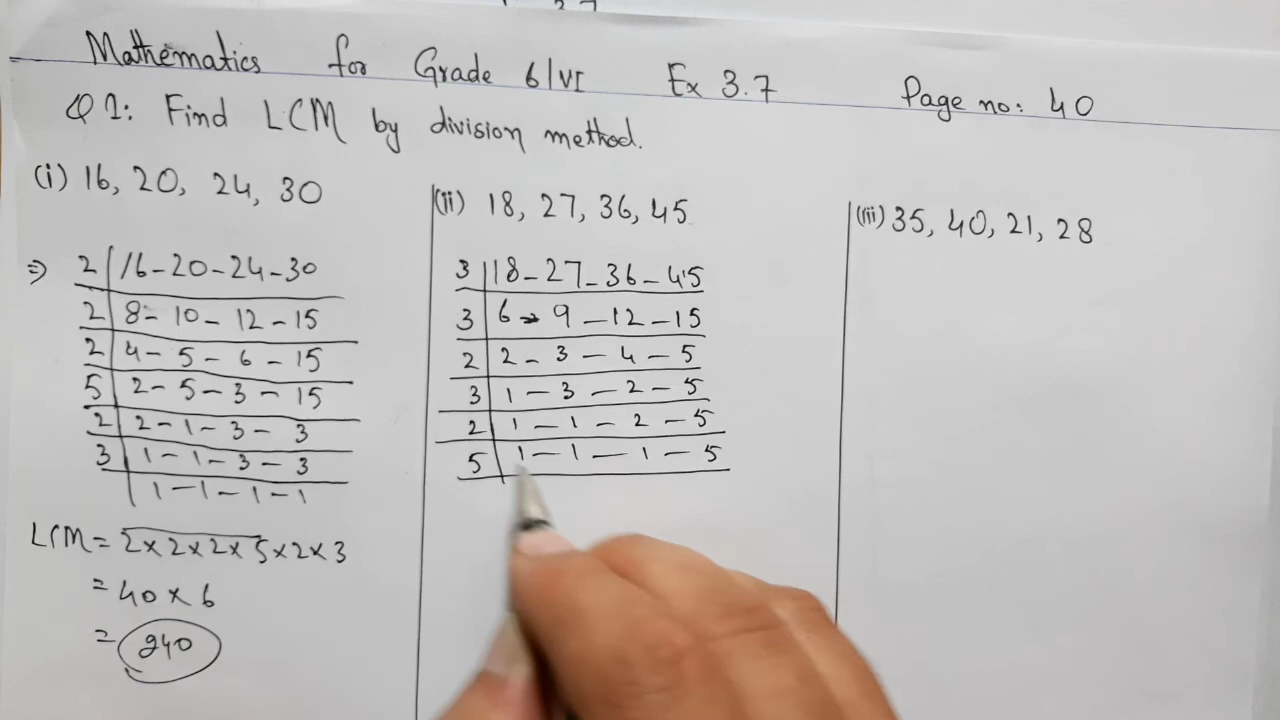 Mathematics for Grade 6/VI Ex 3.7 Page no: 40
Q 1: Find LCM by division method.
(i) 16, 20, 24, 30
⇒ 2 | 16 - 20 - 24 - 30
2 | 8 - 10 - 12 - 15
2 | 4 - 5 - 6 - 15
5 | 2 - 5 - 3 - 15
2 | 2 - 1 - 3 - 3
3 | 1 - 1 - 3 - 3
| 1 - 1 - 1 - 1
LCM = 2 × 2 × 2 × 5 × 2 × 3
= 40 × 6
= 240
(ii) 18, 27, 36, 45
3 | 18 - 27 - 36 - 45
3 | 6 - 9 - 12 - 15
2 | 2 - 3 - 4 - 5
3 | 1 - 3 - 2 - 5
2 | 1 - 1 - 2 - 5
5 | 1 - 1 - 1 - 5
(iii) 35, 40, 21, 28